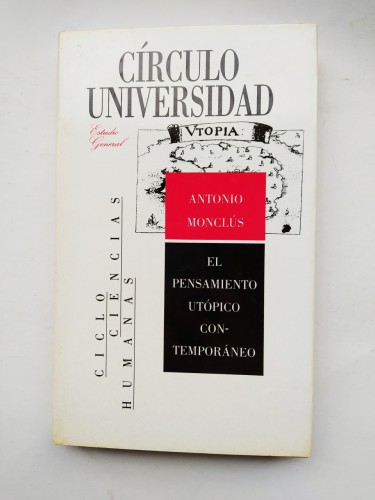 CÍRCULO
UNIVERSIDAD
Estudio
General
VTOPIA
ANTONIO
MONCLÚS
EL
PENSAMIENTO
UTÓPICO
CON-
TEMPORÁNEO
CICLO
CIENCIAS
HUMANAS